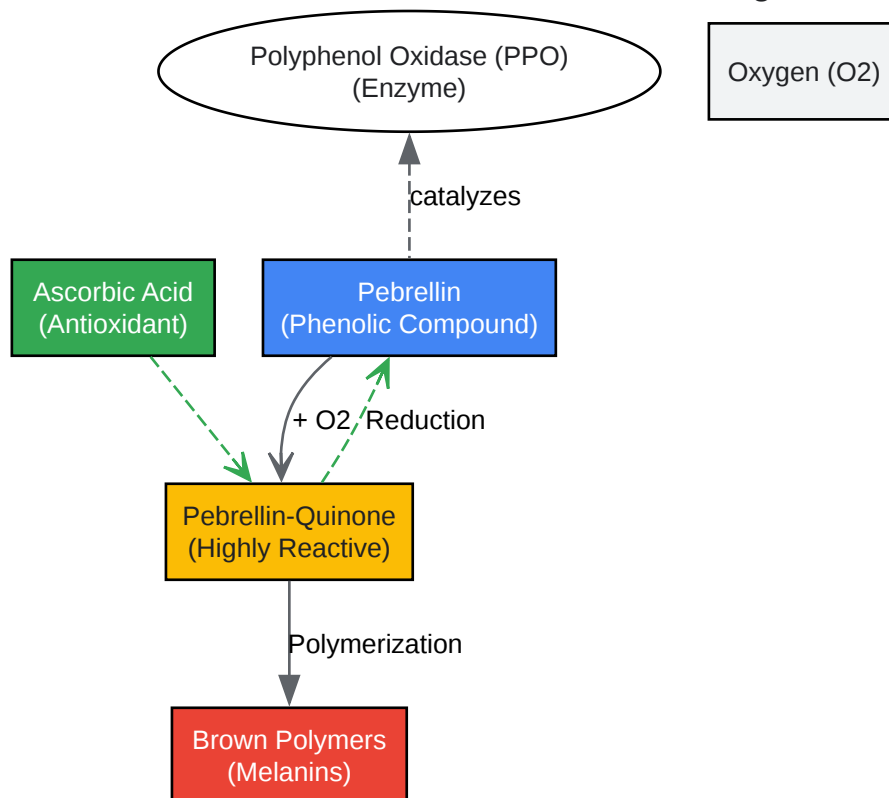 Polyphenol Oxidase (PPO)
(Enzyme)
Oxygen (O2)
catalyzes
Ascorbic Acid
(Antioxidant)
Pebrellin
(Phenolic Compound)
+ O2
Reduction
Pebrellin-Quinone
(Highly Reactive)
Polymerization
Brown Polymers
(Melanins)